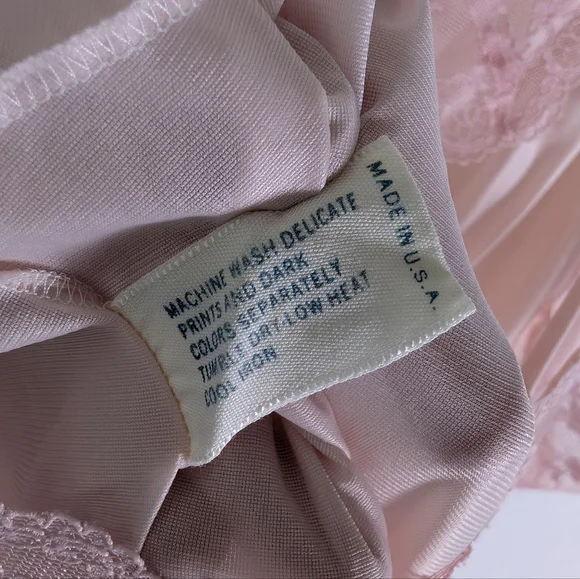 MACHINE WASH DELICATE
PRINTS AND DARK
COLORS SEPARATELY
TUMBLE DRY-LOW HEAT
COOL IRON
MADE IN U.S.A.